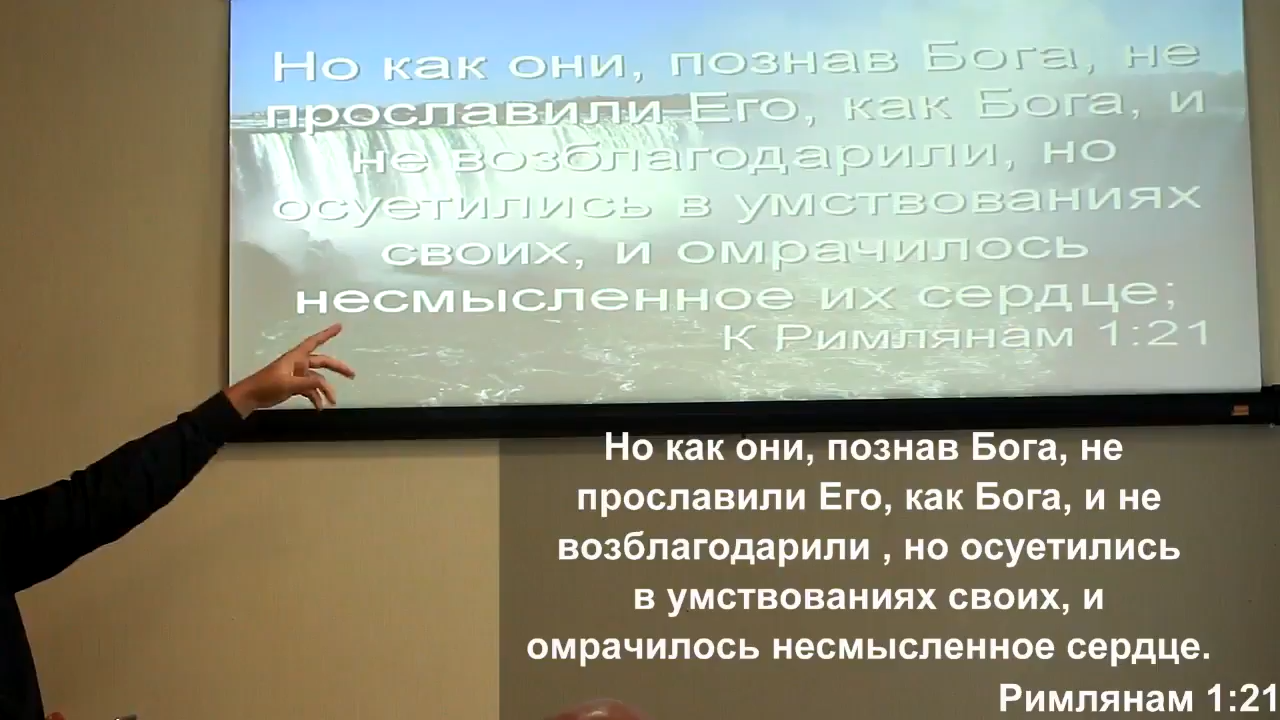 Но как они, познав Бога, не
прославили Его, как Бога, и
не возблагодарили, но
осуетились в умствованиях
своих, и омрачилось
несмысленное их сердце;
К Римлянам 1:21
Но как они, познав Бога, не
прославили Его, как Бога, и не
возблагодарили , но осуетились
в умствованиях своих, и
омрачилось несмысленное сердце.
Римлянам 1:21